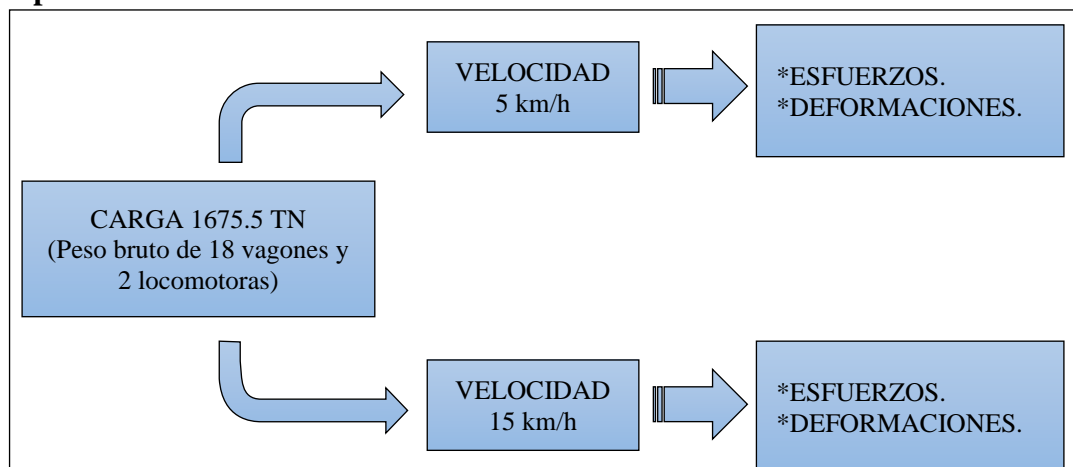 VELOCIDAD
5 km/h
*ESFUERZOS.
*DEFORMACIONES.
CARGA 1675.5 TN
(Peso bruto de 18 vagones y
2 locomotoras)
VELOCIDAD
15 km/h
*ESFUERZOS.
*DEFORMACIONES.